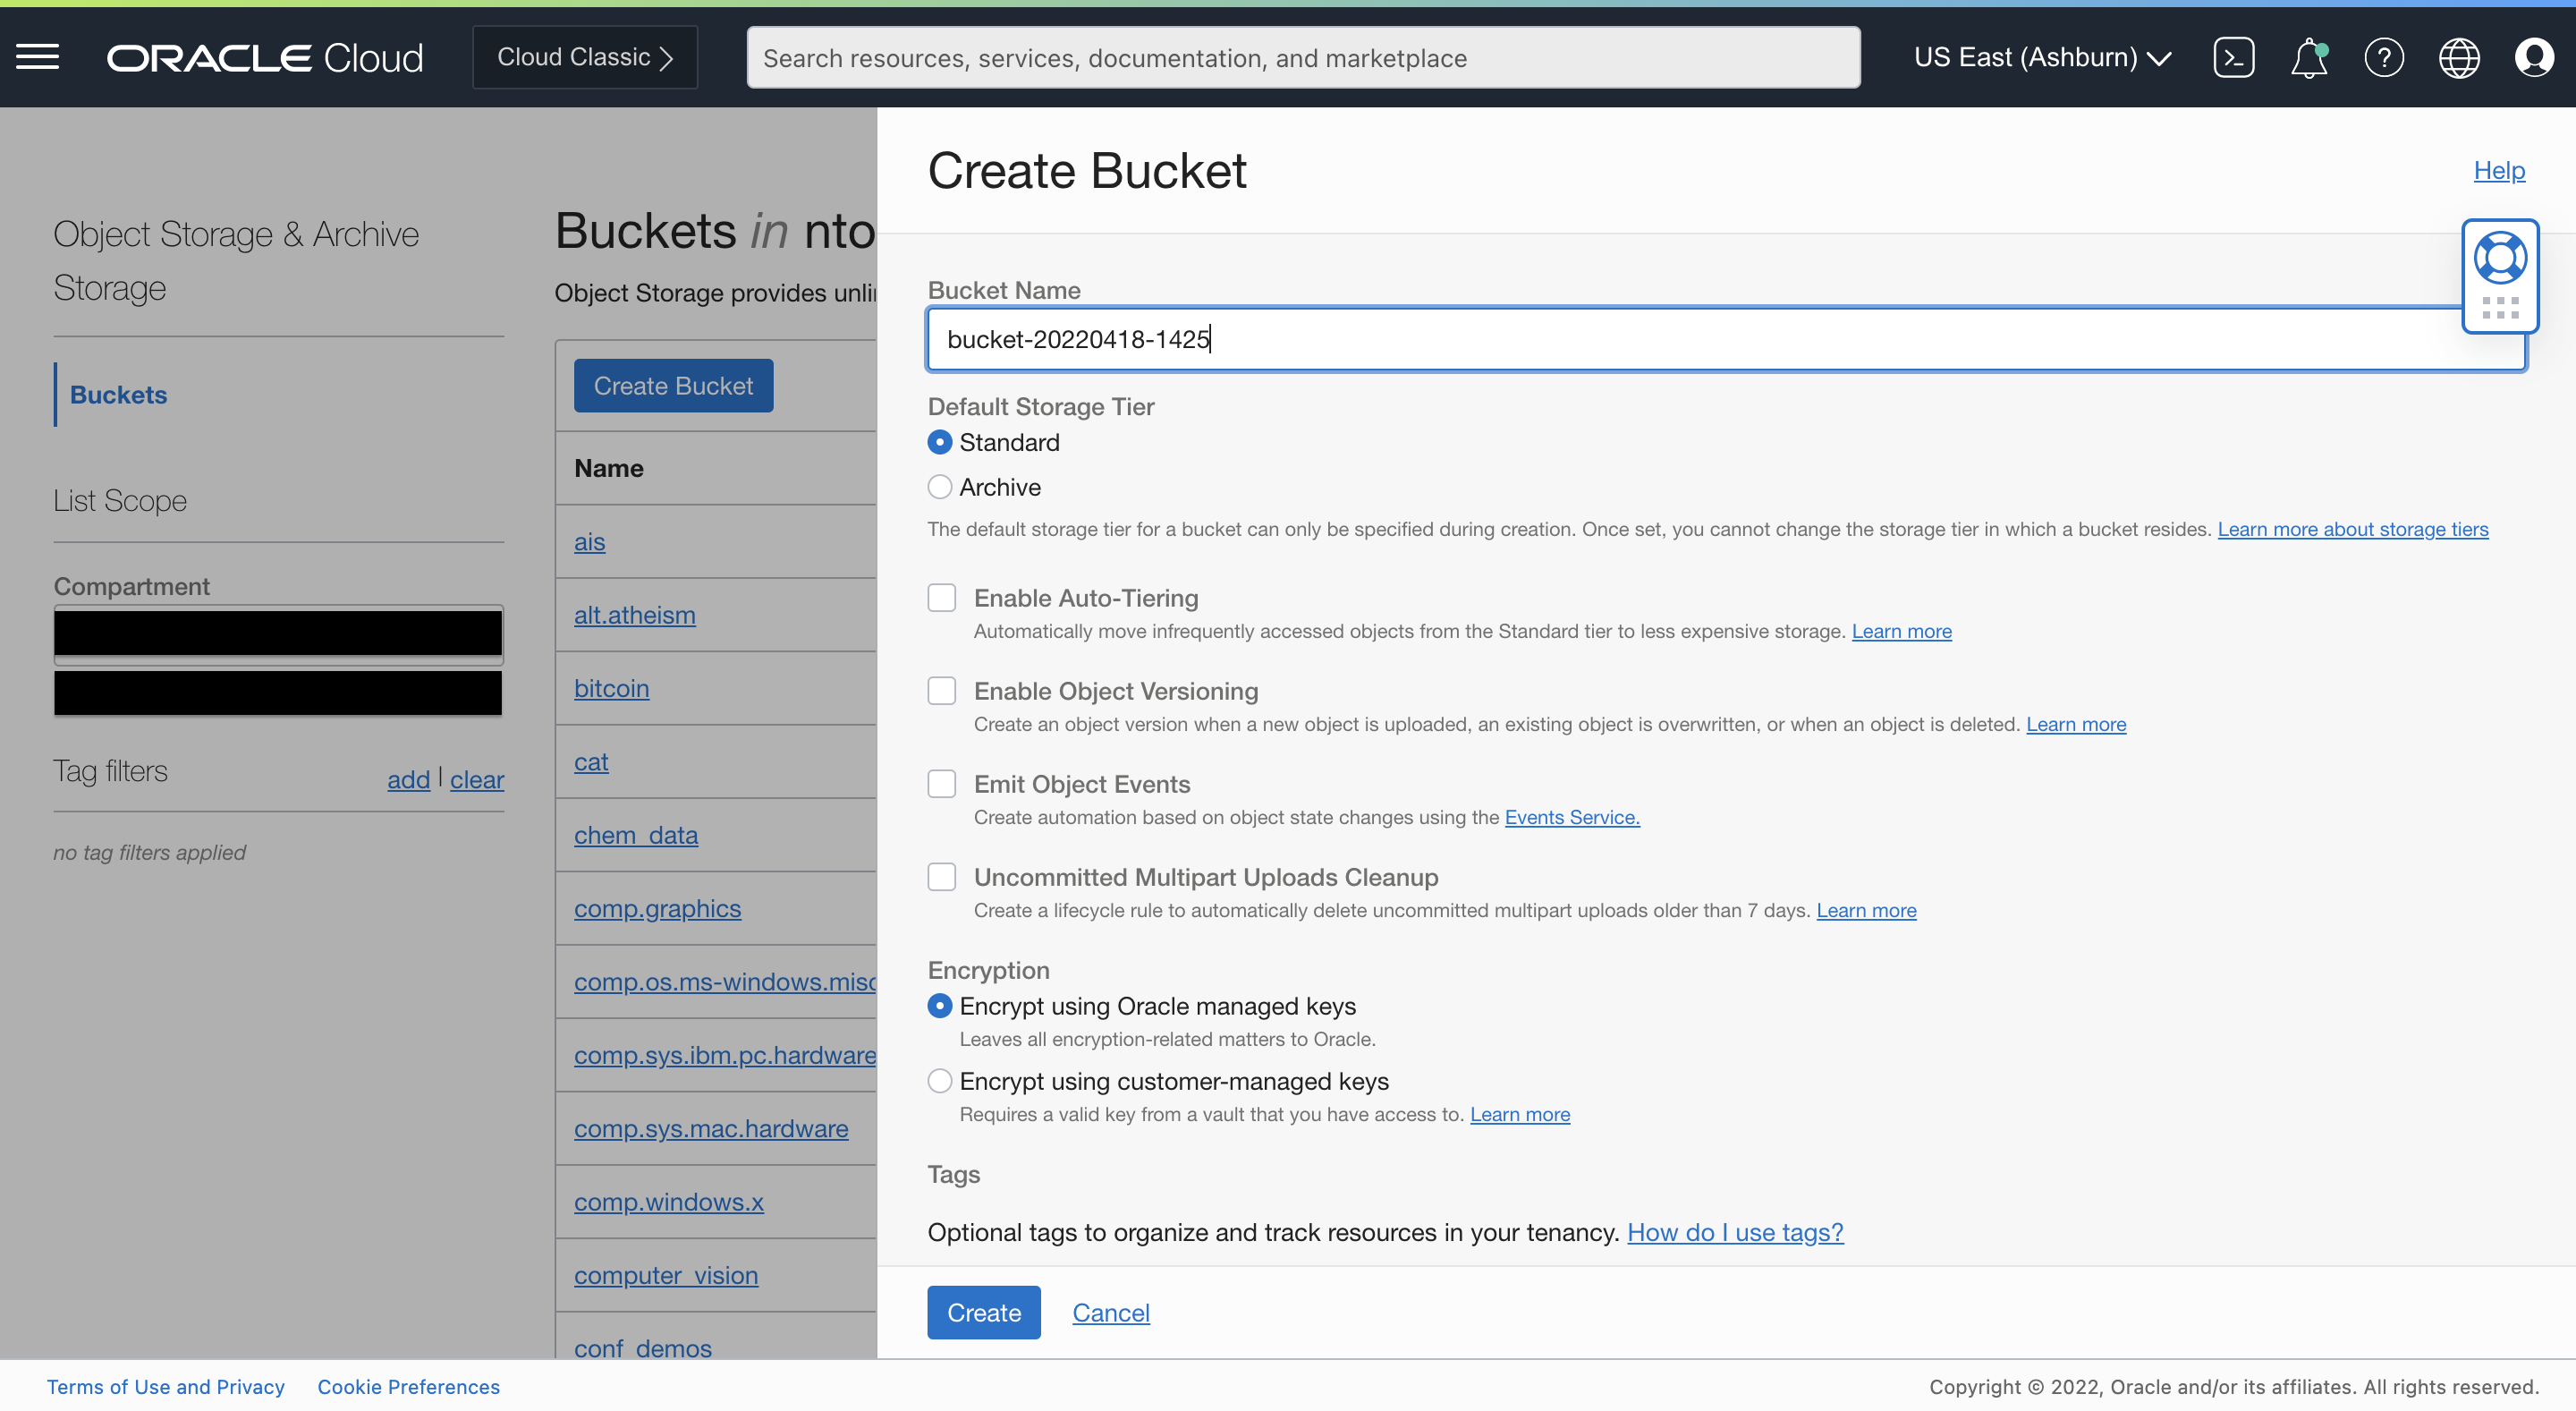 ORACLE Cloud
Cloud Classic
Search resources, services, documentation, and marketplace
US East (Ashburn)
Object Storage & Archive
Storage
Buckets
List Scope
Compartment
Tag filters
add | clear
no tag filters applied
Buckets in nto
Object Storage provides unli
Create Bucket
Name
ais
alt.atheism
bitcoin
cat
chem_data
comp.graphics
comp.os.ms-windows.misc
comp.sys.ibm.pc.hardware
comp.sys.mac.hardware
comp.windows.x
computer_vision
conf_demos
Create Bucket
Help
Bucket Name
bucket-20220418-1425
Default Storage Tier
Standard
Archive
The default storage tier for a bucket can only be specified during creation. Once set, you cannot change the storage tier in which a bucket resides. Learn more about storage tiers
Enable Auto-Tiering
Automatically move infrequently accessed objects from the Standard tier to less expensive storage. Learn more
Enable Object Versioning
Create an object version when a new object is uploaded, an existing object is overwritten, or when an object is deleted. Learn more
Emit Object Events
Create automation based on object state changes using the Events Service.
Uncommitted Multipart Uploads Cleanup
Create a lifecycle rule to automatically delete uncommitted multipart uploads older than 7 days. Learn more
Encryption
Encrypt using Oracle managed keys
Leaves all encryption-related matters to Oracle.
Encrypt using customer-managed keys
Requires a valid key from a vault that you have access to. Learn more
Tags
Optional tags to organize and track resources in your tenancy. How do I use tags?
Create
Cancel
Terms of Use and Privacy
Cookie Preferences
Copyright © 2022, Oracle and/or its affiliates. All rights reserved.